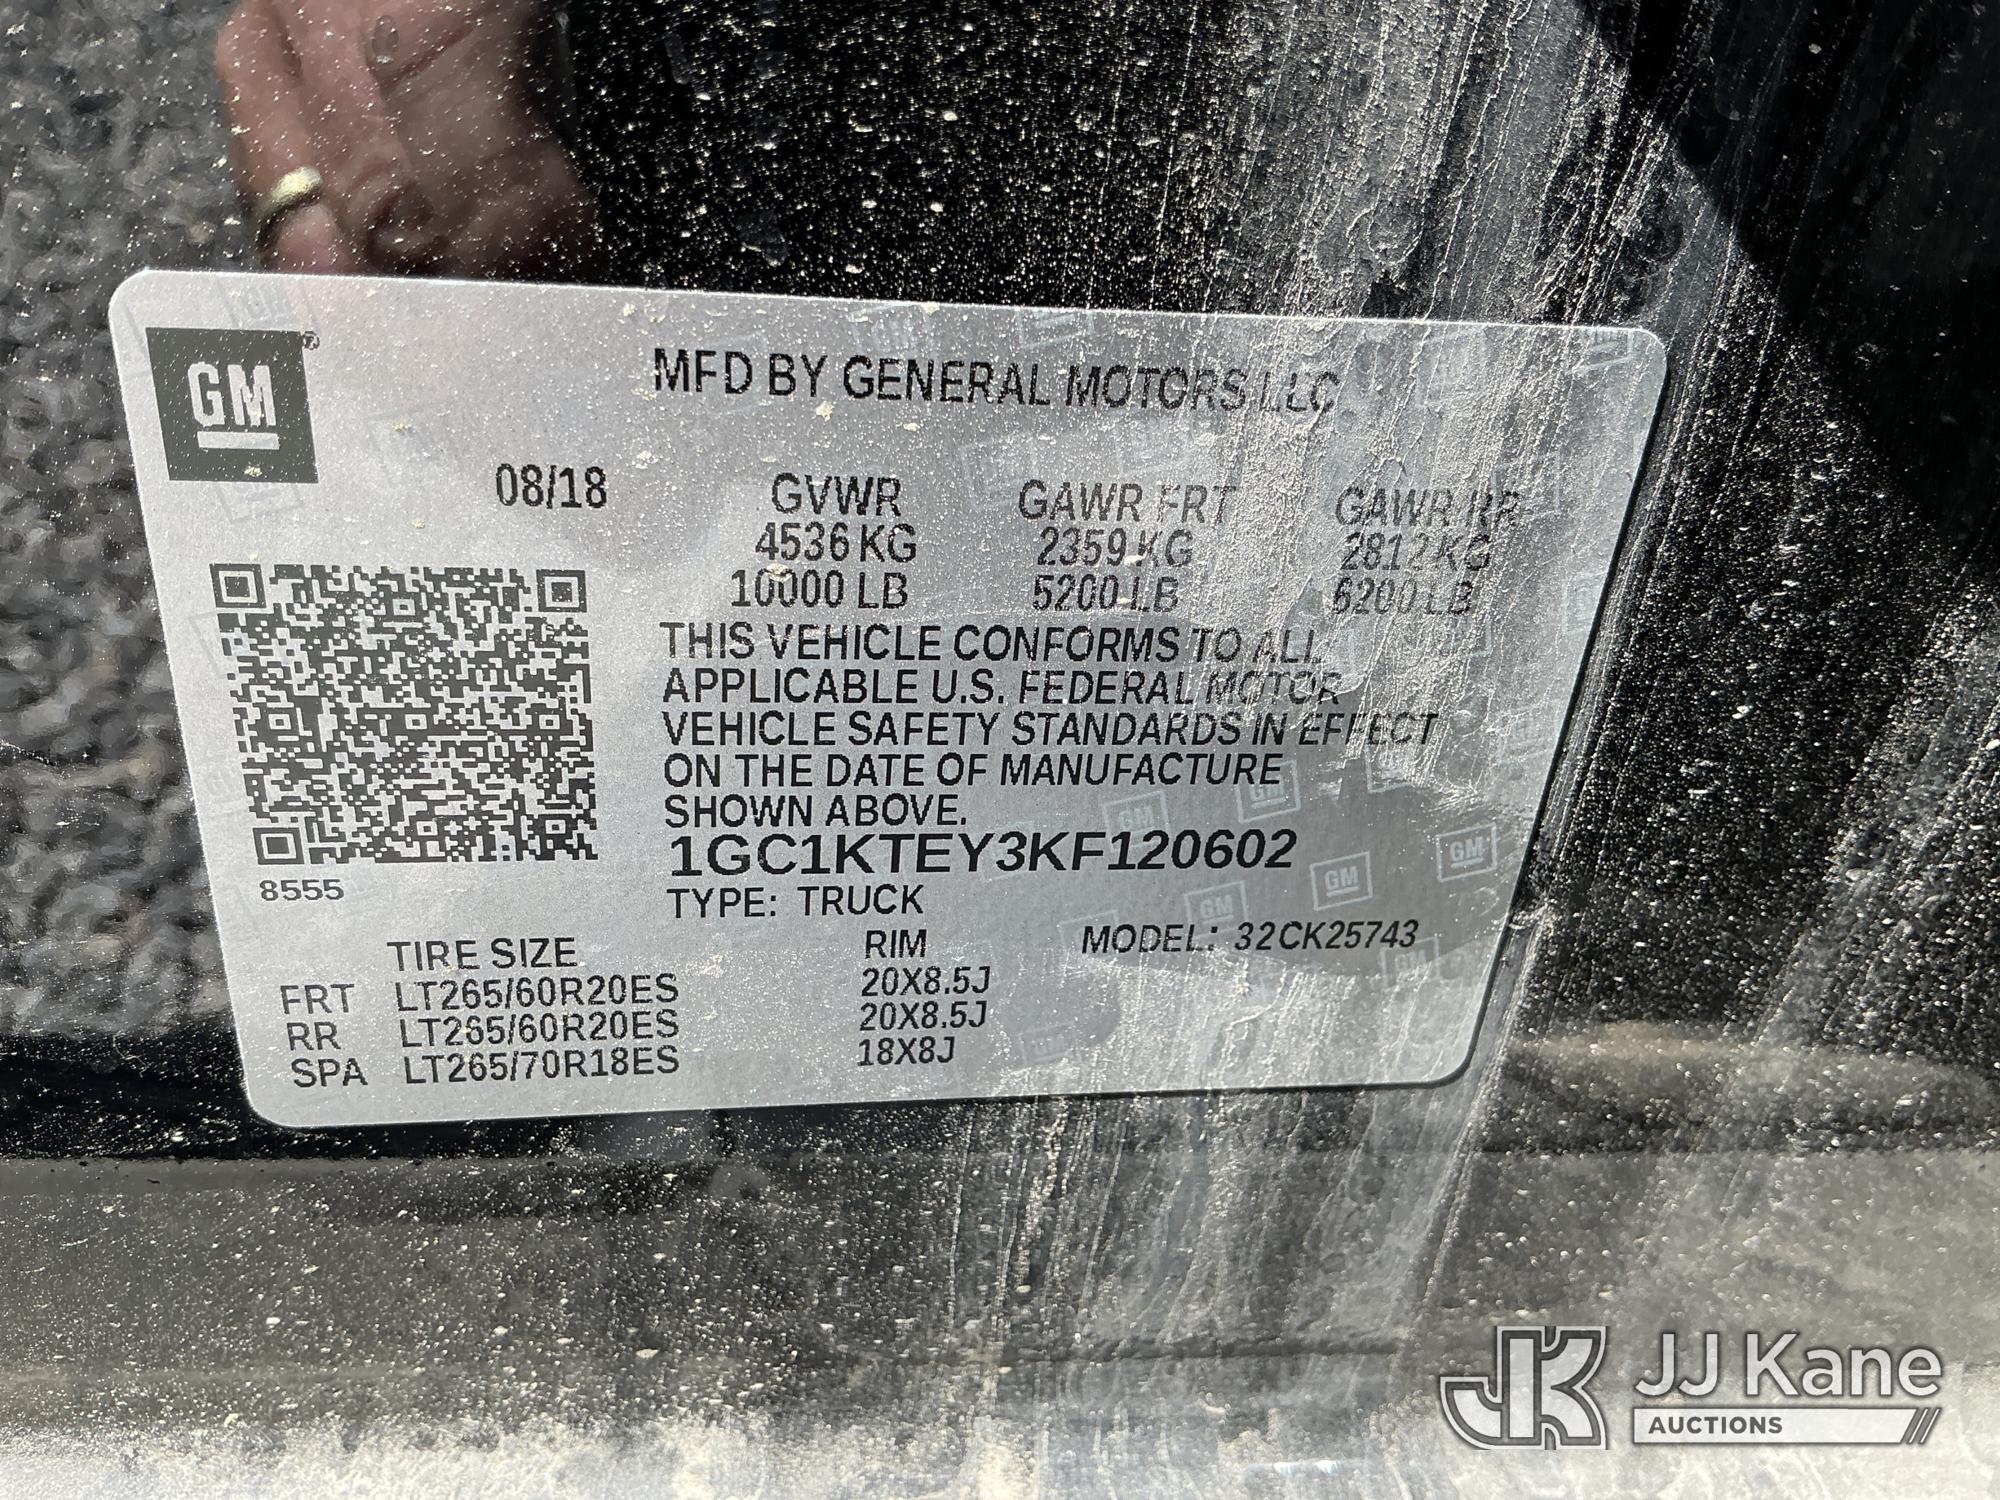 GM
MFD BY GENERAL MOTORS LLC
08/18 GVWR GAWR FRT GAWR RR
4536 KG 2359 KG 2812 KG
10000 LB 5200 LB 6200 LB
THIS VEHICLE CONFORMS TO ALL
APPLICABLE U.S. FEDERAL MOTOR
VEHICLE SAFETY STANDARDS IN EFFECT
ON THE DATE OF MANUFACTURE
SHOWN ABOVE.
1GC1KTEY3KF120602
8555
TYPE: TRUCK
TIRE SIZE RIM MODEL: 32CK25743
FRT LT265/60R20ES 20X8.5J
RR LT265/60R20ES 20X8.5J
SPA LT265/70R18ES 18X8J
JK JJ Kane
AUCTIONS